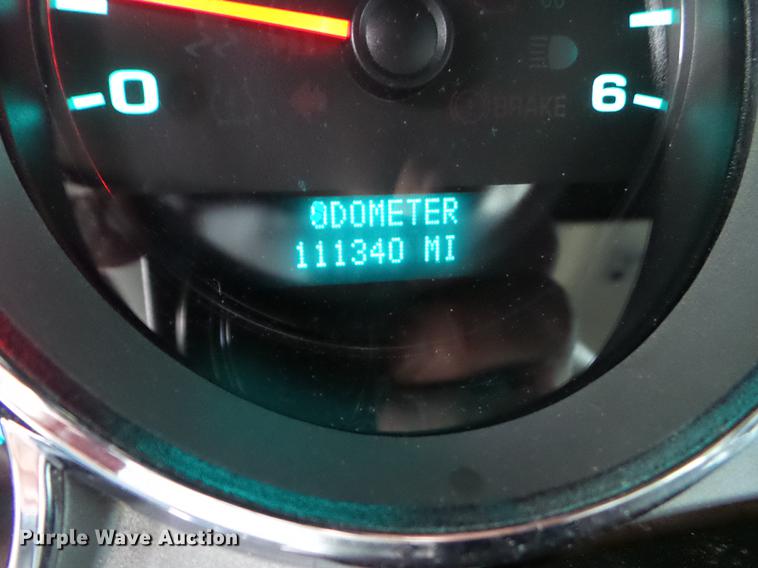 0 6
BRAKE
ODOMETER
111340 MI
Purple Wave Auction